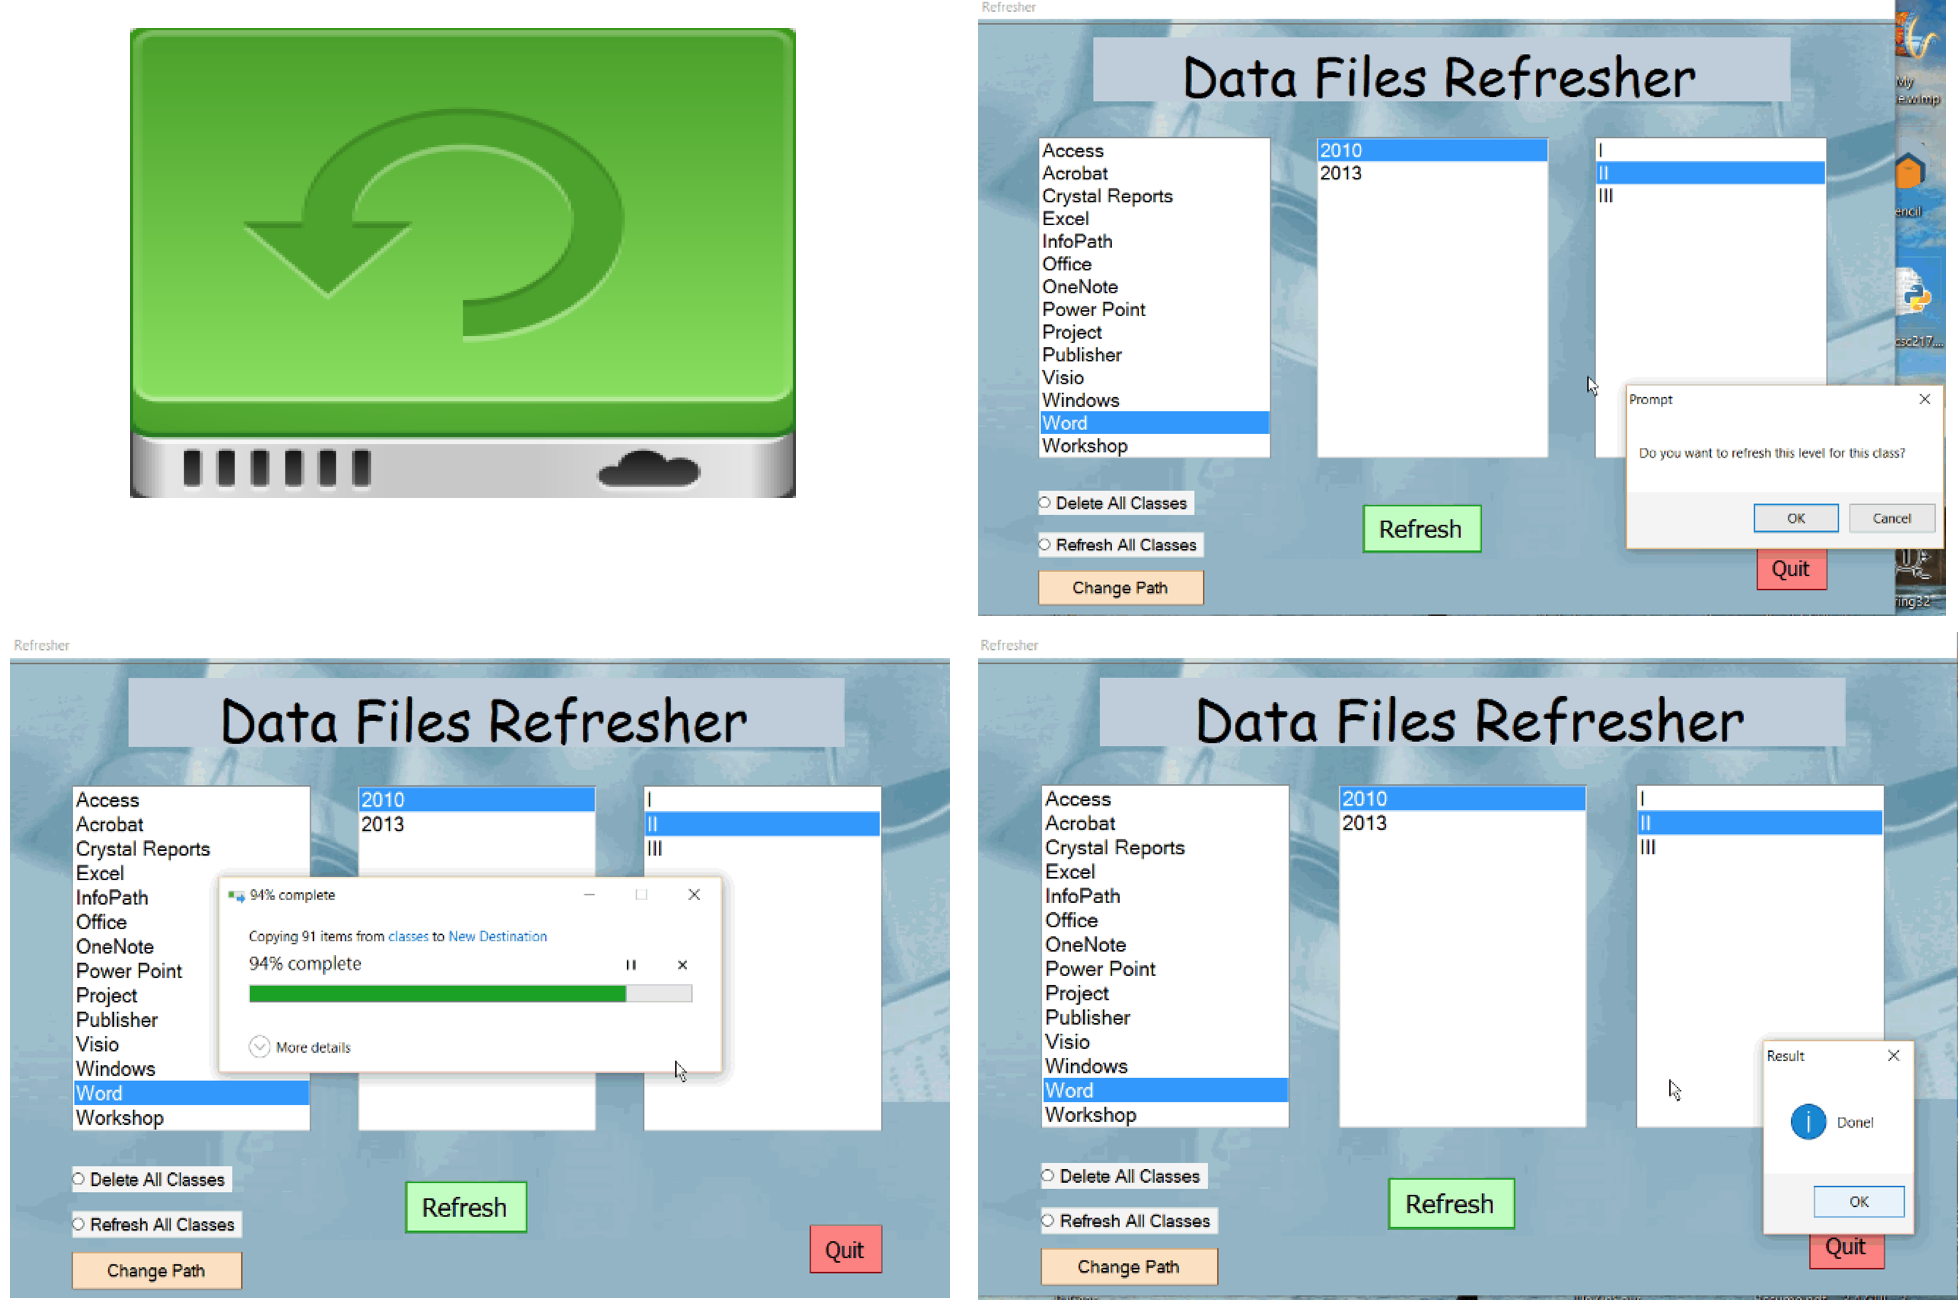 Refresher
Data Files Refresher
Access
Acrobat
Crystal Reports
Excel
InfoPath
Office
OneNote
Power Point
Project
Publisher
Visio
Windows
Word
Workshop
2010
2013
I
II
III
Prompt
Do you want to refresh this level for this class?
OK Cancel
Delete All Classes
Refresh All Classes
Change Path
Refresh
Quit
My
encil
csc217....
ing32
Refresher
Data Files Refresher
Access
Acrobat
Crystal Reports
Excel
InfoPath
Office
OneNote
Power Point
Project
Publisher
Visio
Windows
Word
Workshop
2010
2013
I
II
III
94% complete
Copying 91 items from classes to New Destination
94% complete
More details
Delete All Classes
Refresh All Classes
Change Path
Refresh
Quit
Refresher
Data Files Refresher
Access
Acrobat
Crystal Reports
Excel
InfoPath
Office
OneNote
Power Point
Project
Publisher
Visio
Windows
Word
Workshop
2010
2013
I
II
III
Result
Done!
OK
Delete All Classes
Refresh All Classes
Change Path
Refresh
Quit